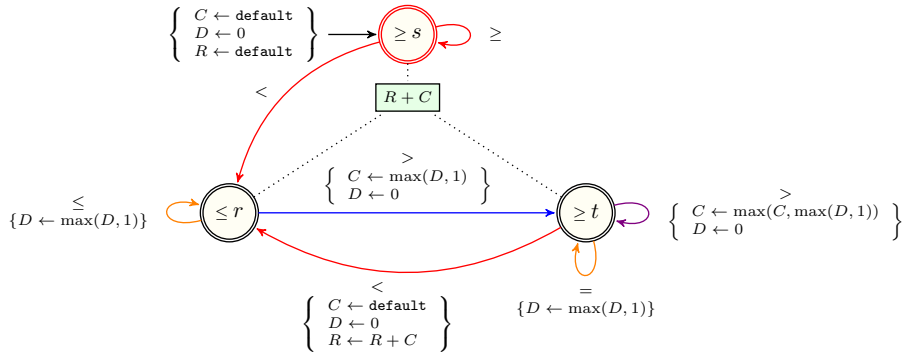 C ← default
D ← 0
R ← default
≥ s
≥
<
R + C
>
C ← max(D, 1)
D ← 0
≤
{D ← max(D, 1)}
≤ r
≥ t
>
C ← max(C, max(D, 1))
D ← 0
<
C ← default
D ← 0
R ← R + C
=
{D ← max(D, 1)}